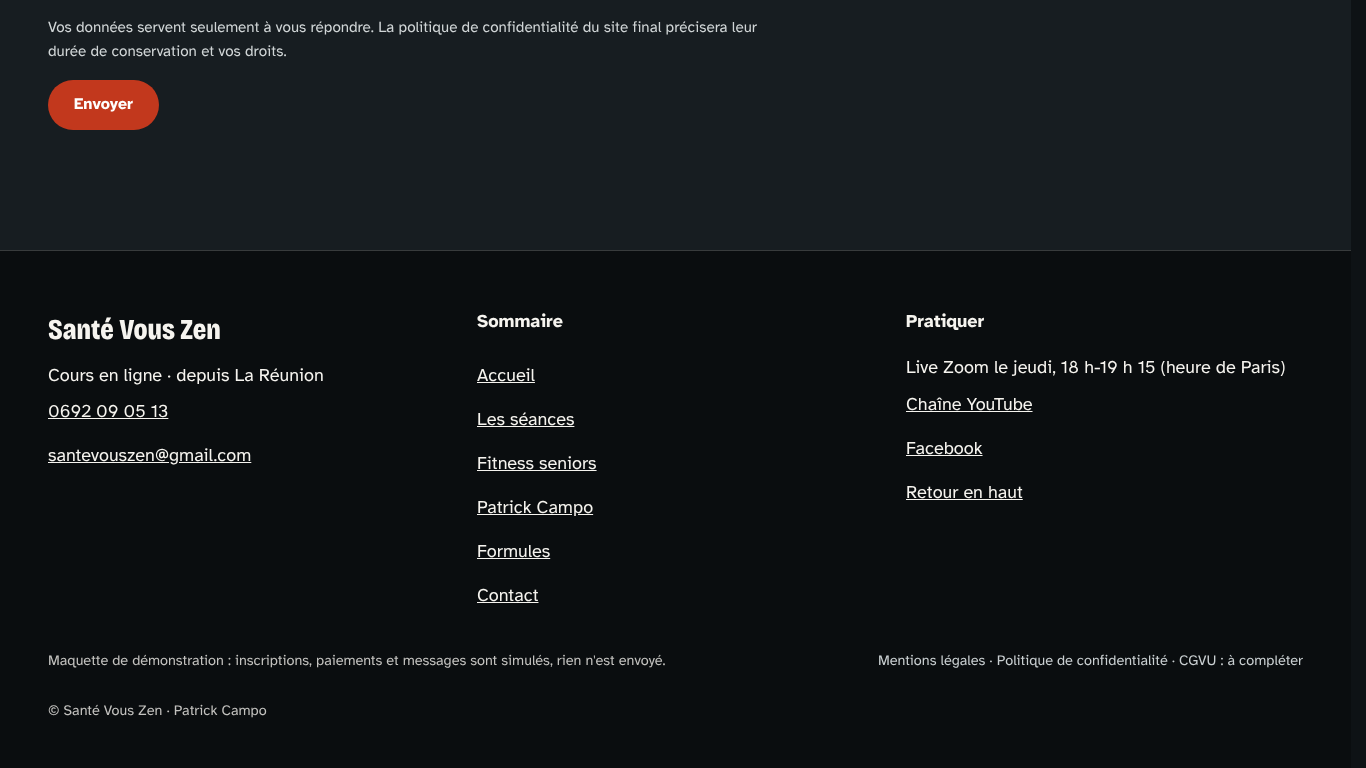 Vos données servent seulement à vous répondre. La politique de confidentialité du site final précisera leur
durée de conservation et vos droits.
Envoyer
Santé Vous Zen
Cours en ligne · depuis La Réunion
0692 09 05 13
santevouszen@gmail.com
Sommaire
Accueil
Les séances
Fitness seniors
Patrick Campo
Formules
Contact
Pratiquer
Live Zoom le jeudi, 18 h-19 h 15 (heure de Paris)
Chaîne YouTube
Facebook
Retour en haut
Maquette de démonstration : inscriptions, paiements et messages sont simulés, rien n'est envoyé.
Mentions légales · Politique de confidentialité · CGVU : à compléter
© Santé Vous Zen · Patrick Campo